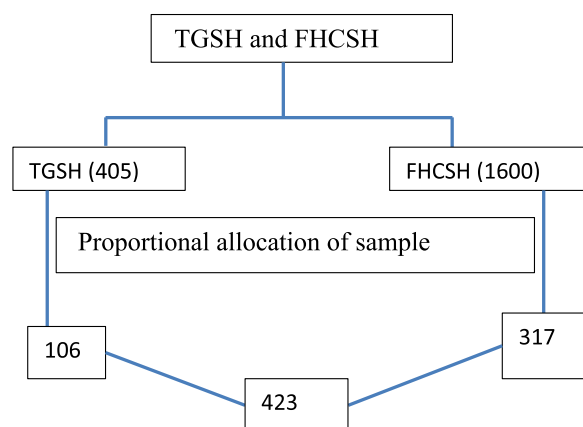 TGSH and FHCSH
TGSH (405)
FHCSH (1600)
Proportional allocation of sample
106
317
423